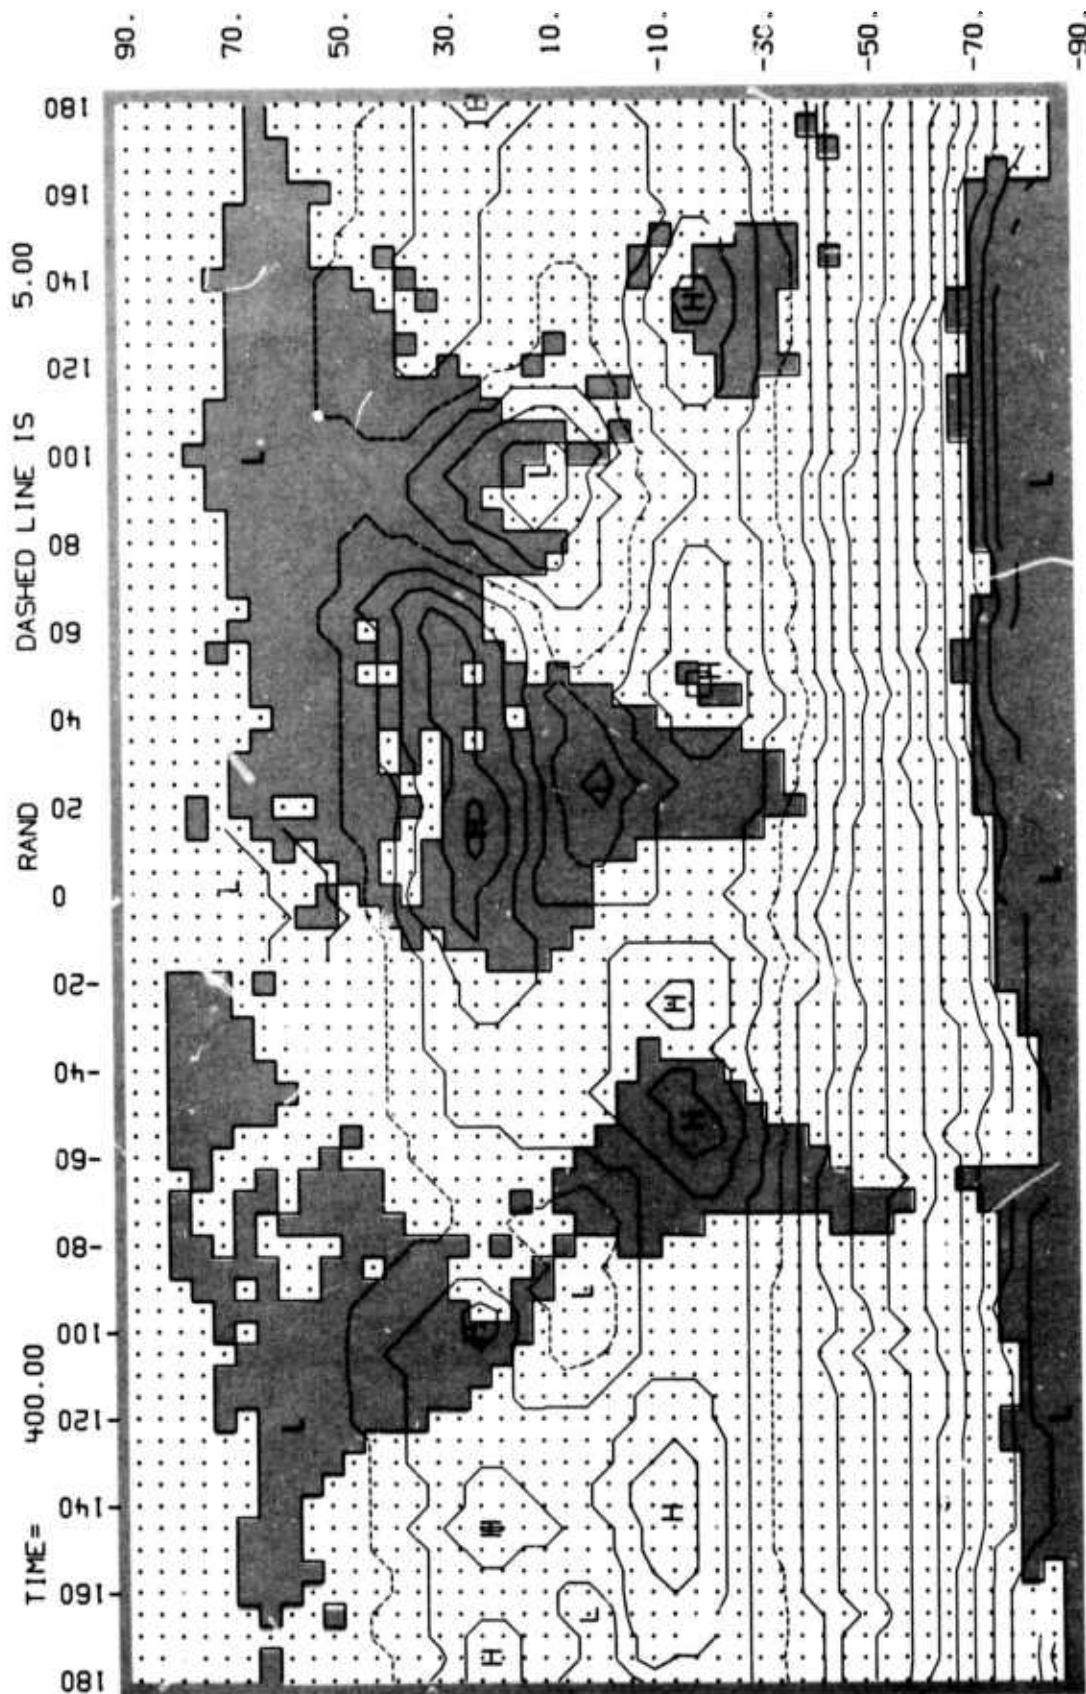 TIME= 400.00 RAND DASHED LINE IS 5.00
180 -160 -140 -120 -100 -80 -60 -40 -20 0 20 40 60 80 100 120 140 160 180
90.
70.
50.
30.
10.
-10.
-30.
-50.
-70.
-90.
L L
L
H H H
L L
L
H H H H H
L L L